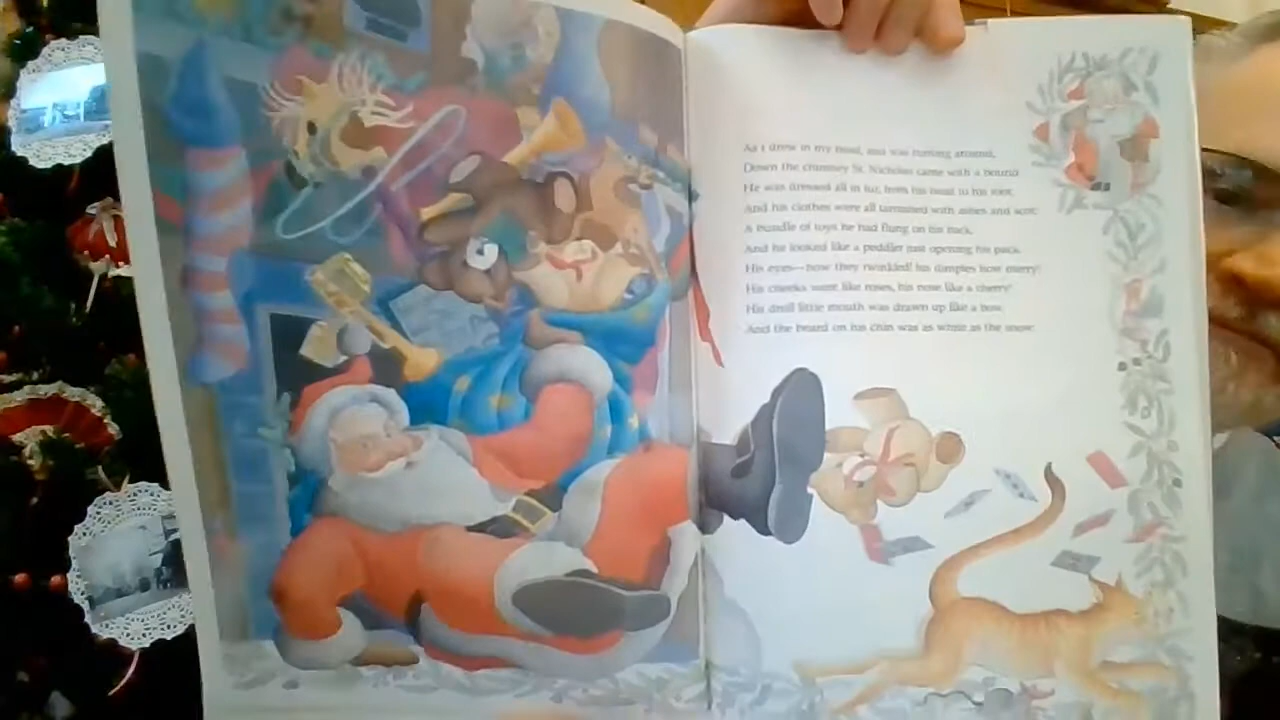 As I drew in my head, and was turning around,
Down the chimney St. Nicholas came with a bound.
He was dressed all in fur, from his head to his foot,
And his clothes were all tarnished with ashes and soot.
A bundle of toys he had flung on his back,
And he looked like a peddler just opening his pack.
His eyes—how they twinkled! his dimples how merry!
His cheeks were like roses, his nose like a cherry!
His droll little mouth was drawn up like a bow,
And the beard on his chin was as white as the snow.